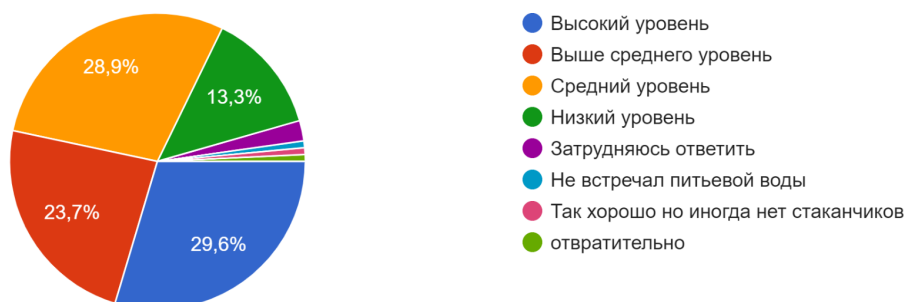 28,9%
13,3%
23,7%
29,6%
Высокий уровень
Выше среднего уровень
Средний уровень
Низкий уровень
Затрудняюсь ответить
Не встречал питьевой воды
Так хорошо но иногда нет стаканчиков
отвратительно